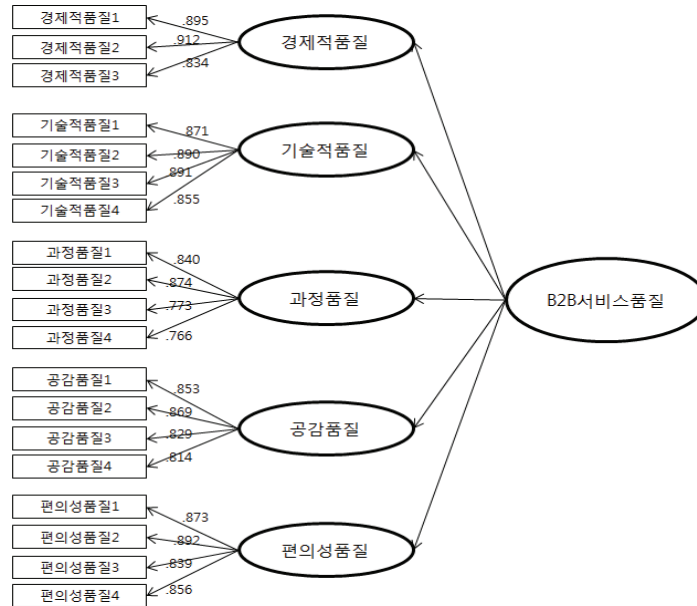 경제적품질1
.895
경제적품질2
.912
경제적품질3
.834
경제적품질
기술적품질1
.871
기술적품질2
.890
기술적품질3
.891
기술적품질4
.855
기술적품질
과정품질1
.840
과정품질2
.874
과정품질3
.773
과정품질4
.766
과정품질
B2B서비스품질
공감품질1
.853
공감품질2
.869
공감품질3
.829
공감품질4
.814
공감품질
편의성품질1
.873
편의성품질2
.892
편의성품질3
.839
편의성품질4
.856
편의성품질